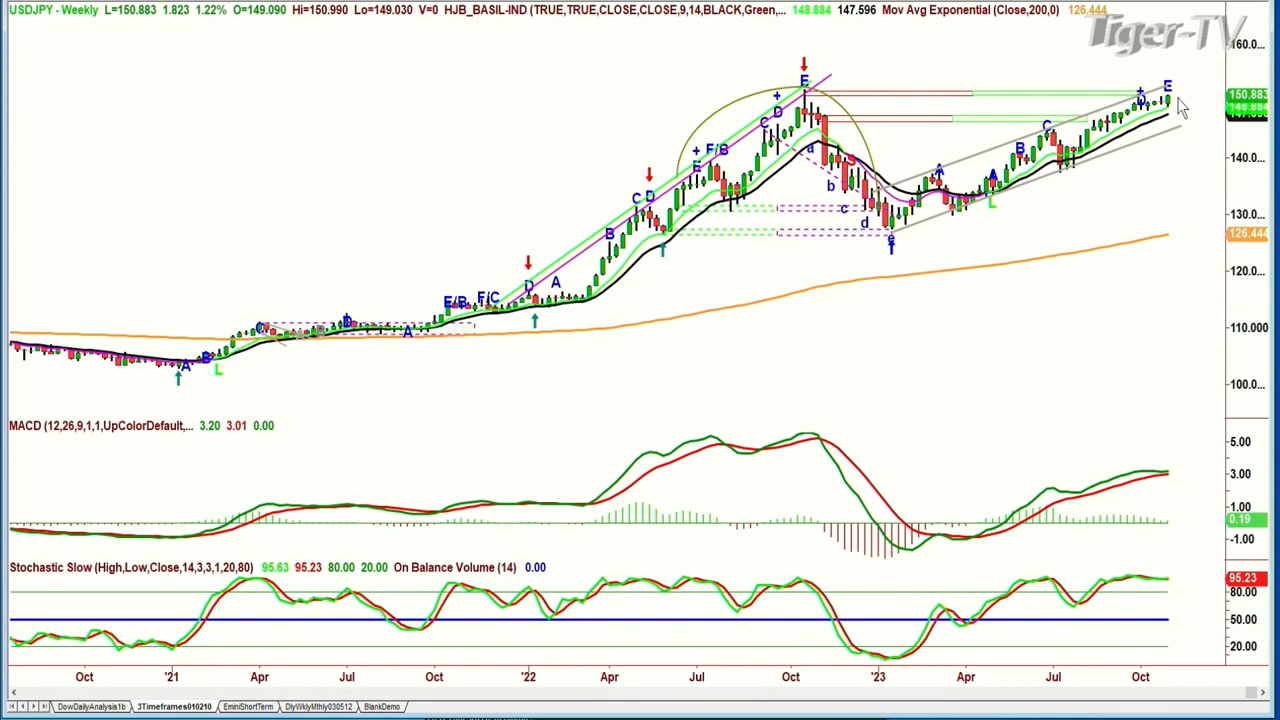 USDJPY - Weekly L=150.883 1.823 1.22% O=149.090 Hi=150.990 Lo=149.030 V=0 HJB_BASIL-IND (TRUE,TRUE,CLOSE,CLOSE,9,14,BLACK,Green,... 148.884 147.596 Mov Avg Exponential (Close,200,0) 126.444
Tiger-TV
160.0...
E
E
150.883
+
+
D
148.884
D
C
C
+
E F/B
a
B
140.0...
A
A
S
b
C D
L
c
130.0...
B
d
e
126.444
A
D
120.0...
E/B F/C
C
D
A
110.000
A
B
L
100.0...
MACD (12,26,9,1,1,UpColorDefault,... 3.20 3.01 0.00
5.00
3.00
1.00
0.19
-1.00
Stochastic Slow (High,Low,Close,14,3,3,1,20,80) 95.63 95.23 80.00 20.00 On Balance Volume (14) 0.00
95.23
80.00
50.00
20.00
Oct '21 Apr Jul Oct '22 Apr Jul Oct '23 Apr Jul Oct
DowDailyAnalysis1b 3Timeframes010210 EminiShortTerm DlyWklyMthly030512 BlankDemo